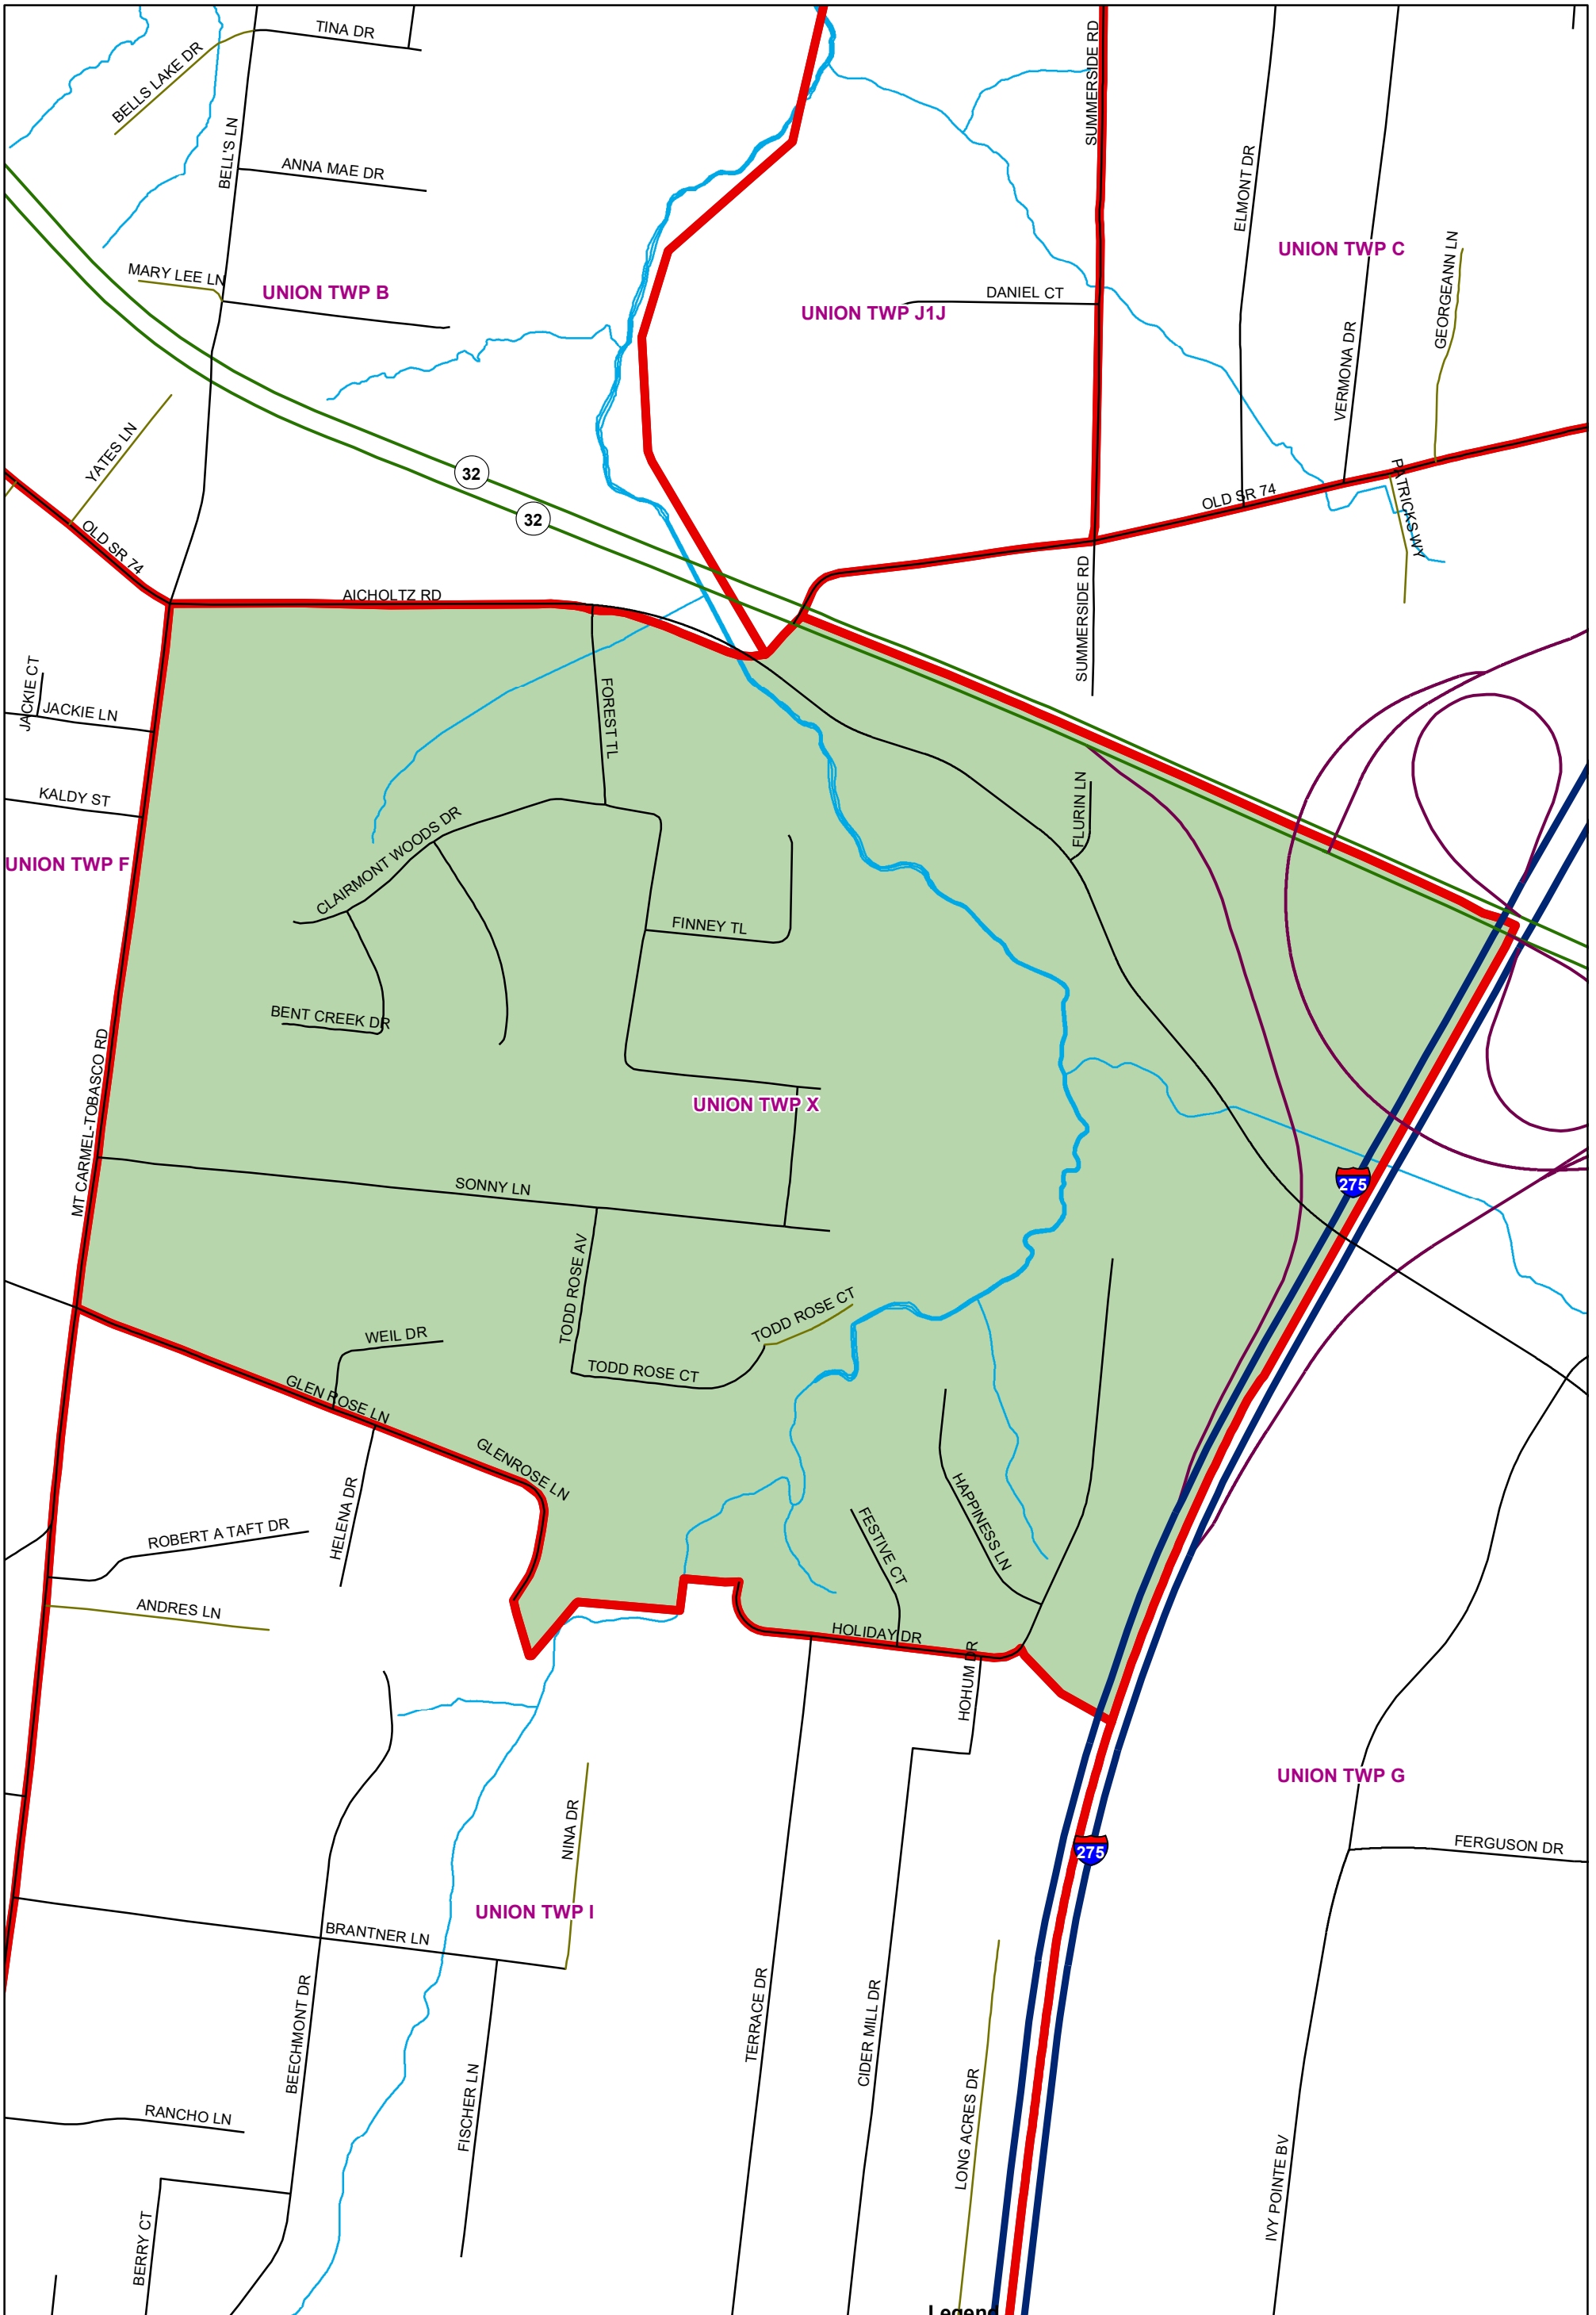 TINA DR
BELLS LAKE DR
SUMMERSIDE RD
BELL'S LN
ANNA MAE DR
ELMONT DR
UNION TWP C
GEORGEANN LN
MARY LEE LN
UNION TWP B
DANIEL CT
UNION TWP J1J
VERMONA DR
YATES LN
32
32
OLD SR 74
PATRICKS WY
OLD SR 74
AICHOLTZ RD
SUMMERSIDE RD
JACKIE CT
JACKIE LN
FOREST TL
KALDY ST
FLURIN LN
UNION TWP F
CLAIRMONT WOODS DR
FINNEY TL
BENT CREEK DR
MT CARMEL-TOBASCO RD
UNION TWP X
SONNY LN
275
TODD ROSE AV
TODD ROSE CT
WEIL DR
TODD ROSE CT
GLEN ROSE LN
GLENROSE LN
HELENA DR
HAPPINESS LN
FESTIVE CT
ROBERT A TAFT DR
ANDRES LN
HOLIDAY DR
HOHUM DR
UNION TWP G
NINA DR
275
FERGUSON DR
UNION TWP I
BRANTNER LN
BEECHMONT DR
TERRACE DR
CIDER MILL DR
FISCHER LN
LONG ACRES DR
RANCHO LN
IVY POINTE BV
BERRY CT
Legend